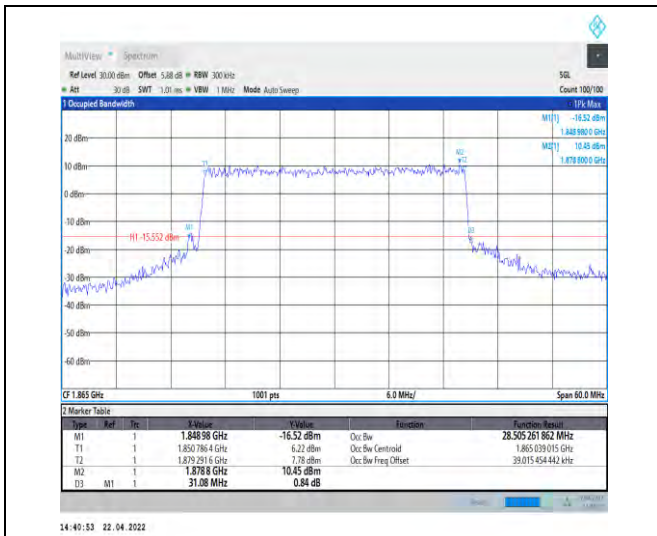 MultiView Spectrum
Ref Level 30.00 dBm Offset 5.88 dB RBW 300 kHz SGL
Att 30 dB SWT 1.01 ms VBW 1 MHz Mode Auto Sweep Count 100/100
1 Occupied Bandwidth 1Pk Max
M1[1] -16.52 dBm
1.848 980 0 GHz
M2[1] 10.45 dBm
1.878 800 0 GHz
20 dBm
M2
T1 T2
10 dBm
0 dBm
-10 dBm
M1 D3
H1 -15.552 dBm
-20 dBm
-30 dBm
-40 dBm
-50 dBm
-60 dBm
CF 1.865 GHz 1001 pts 6.0 MHz/ Span 60.0 MHz
2 Marker Table
Type Ref Trc X-Value Y-Value Function Function Result
M1 1 1.848 98 GHz -16.52 dBm Occ Bw 28.505 261 862 MHz
T1 1 1.850 786 4 GHz 6.22 dBm Occ Bw Centroid 1.865 039 015 GHz
T2 1 1.879 291 6 GHz 7.78 dBm Occ Bw Freq Offset 39.015 454 442 kHz
M2 1 1.878 8 GHz 10.45 dBm
D3 M1 1 31.08 MHz 0.84 dB
14:40:53 22.04.2022